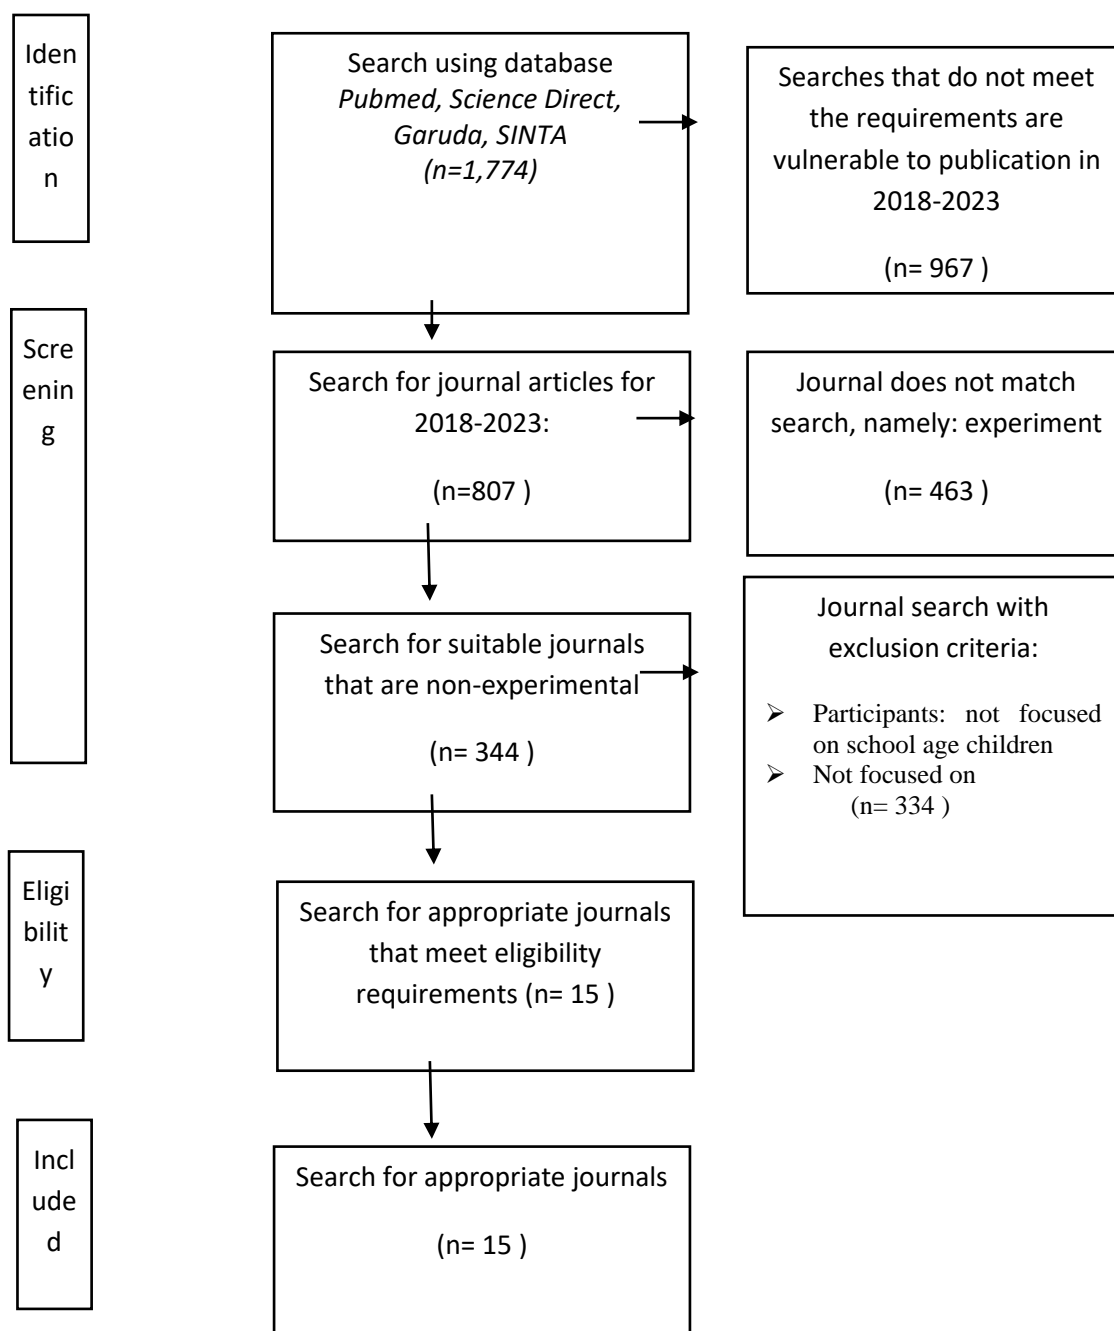 Iden
tific
atio
n
Search using database
Pubmed, Science Direct,
Garuda, SINTA
(n=1,774)
Searches that do not meet
the requirements are
vulnerable to publication in
2018-2023
(n= 967 )
Scre
enin
g
Search for journal articles for
2018-2023:
(n=807 )
Journal does not match
search, namely: experiment
(n= 463 )
Search for suitable journals
that are non-experimental
(n= 344 )
Journal search with
exclusion criteria:
➢ Participants: not focused
on school age children
➢ Not focused on
(n= 334 )
Eligi
bilit
y
Search for appropriate journals
that meet eligibility
requirements (n= 15 )
Incl
ude
d
Search for appropriate journals
(n= 15 )